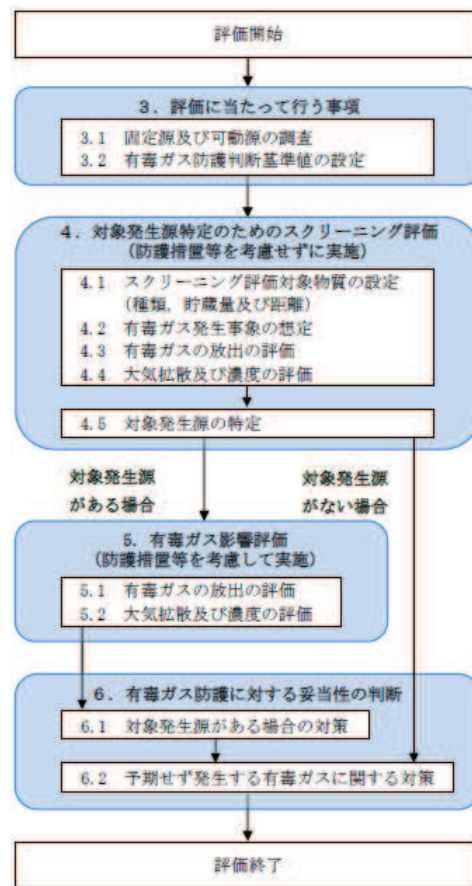 評価開始
3．評価に当たって行う事項
3.1 固定源及び可動源の調査
3.2 有毒ガス防護判断基準値の設定
4．対象発生源特定のためのスクリーニング評価
(防護措置等を考慮せずに実施)
4.1 スクリーニング評価対象物質の設定
(種類，貯蔵量及び距離)
4.2 有毒ガス発生事象の想定
4.3 有毒ガスの放出の評価
4.4 大気拡散及び濃度の評価
4.5 対象発生源の特定
対象発生源
がある場合
対象発生源
がない場合
5．有毒ガス影響評価
(防護措置等を考慮して実施)
5.1 有毒ガスの放出の評価
5.2 大気拡散及び濃度の評価
6．有毒ガス防護に対する妥当性の判断
6.1 対象発生源がある場合の対策
6.2 予期せず発生する有毒ガスに関する対策
評価終了